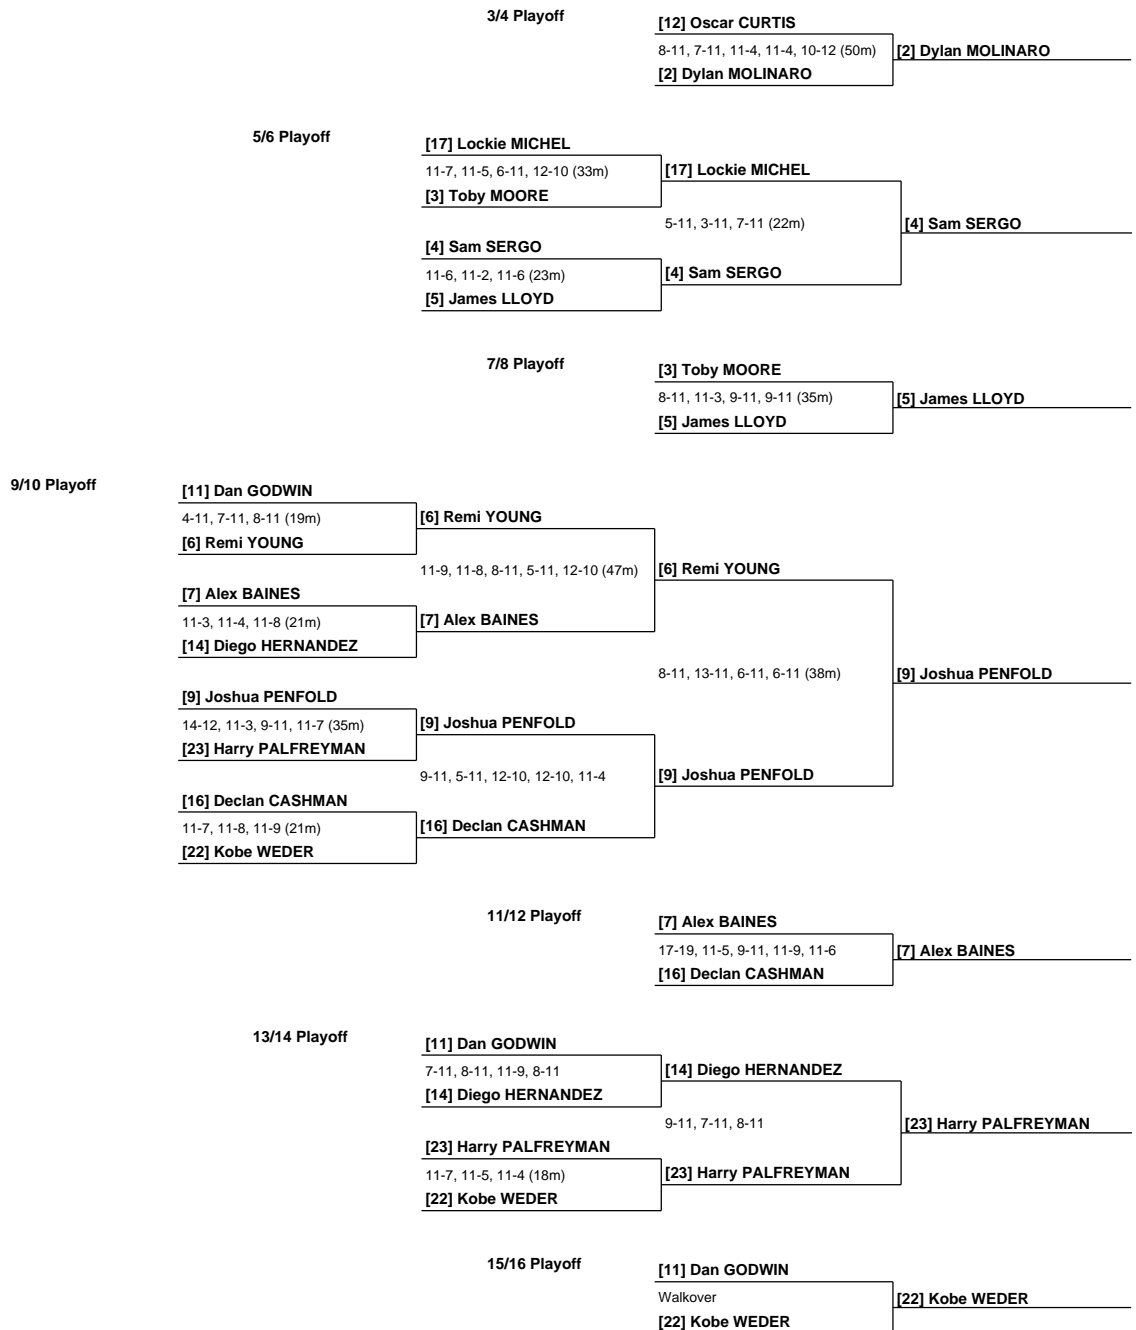 3/4 Playoff
[12] Oscar CURTIS
8-11, 7-11, 11-4, 11-4, 10-12 (50m)
[2] Dylan MOLINARO
[2] Dylan MOLINARO
5/6 Playoff
[17] Lockie MICHEL
11-7, 11-5, 6-11, 12-10 (33m)
[17] Lockie MICHEL
[3] Toby MOORE
5-11, 3-11, 7-11 (22m)
[4] Sam SERGO
[4] Sam SERGO
11-6, 11-2, 11-6 (23m)
[4] Sam SERGO
[5] James LLOYD
7/8 Playoff
[3] Toby MOORE
8-11, 11-3, 9-11, 9-11 (35m)
[5] James LLOYD
[5] James LLOYD
9/10 Playoff
[11] Dan GODWIN
4-11, 7-11, 8-11 (19m)
[6] Remi YOUNG
[6] Remi YOUNG
11-9, 11-8, 8-11, 5-11, 12-10 (47m)
[6] Remi YOUNG
[7] Alex BAINES
11-3, 11-4, 11-8 (21m)
[7] Alex BAINES
[14] Diego HERNANDEZ
8-11, 13-11, 6-11, 6-11 (38m)
[9] Joshua PENFOLD
[9] Joshua PENFOLD
14-12, 11-3, 9-11, 11-7 (35m)
[9] Joshua PENFOLD
[23] Harry PALFREYMAN
9-11, 5-11, 12-10, 12-10, 11-4
[9] Joshua PENFOLD
[16] Declan CASHMAN
11-7, 11-8, 11-9 (21m)
[16] Declan CASHMAN
[22] Kobe WEDER
11/12 Playoff
[7] Alex BAINES
17-19, 11-5, 9-11, 11-9, 11-6
[7] Alex BAINES
[16] Declan CASHMAN
13/14 Playoff
[11] Dan GODWIN
7-11, 8-11, 11-9, 8-11
[14] Diego HERNANDEZ
[14] Diego HERNANDEZ
9-11, 7-11, 8-11
[23] Harry PALFREYMAN
[23] Harry PALFREYMAN
11-7, 11-5, 11-4 (18m)
[23] Harry PALFREYMAN
[22] Kobe WEDER
15/16 Playoff
[11] Dan GODWIN
Walkover
[22] Kobe WEDER
[22] Kobe WEDER